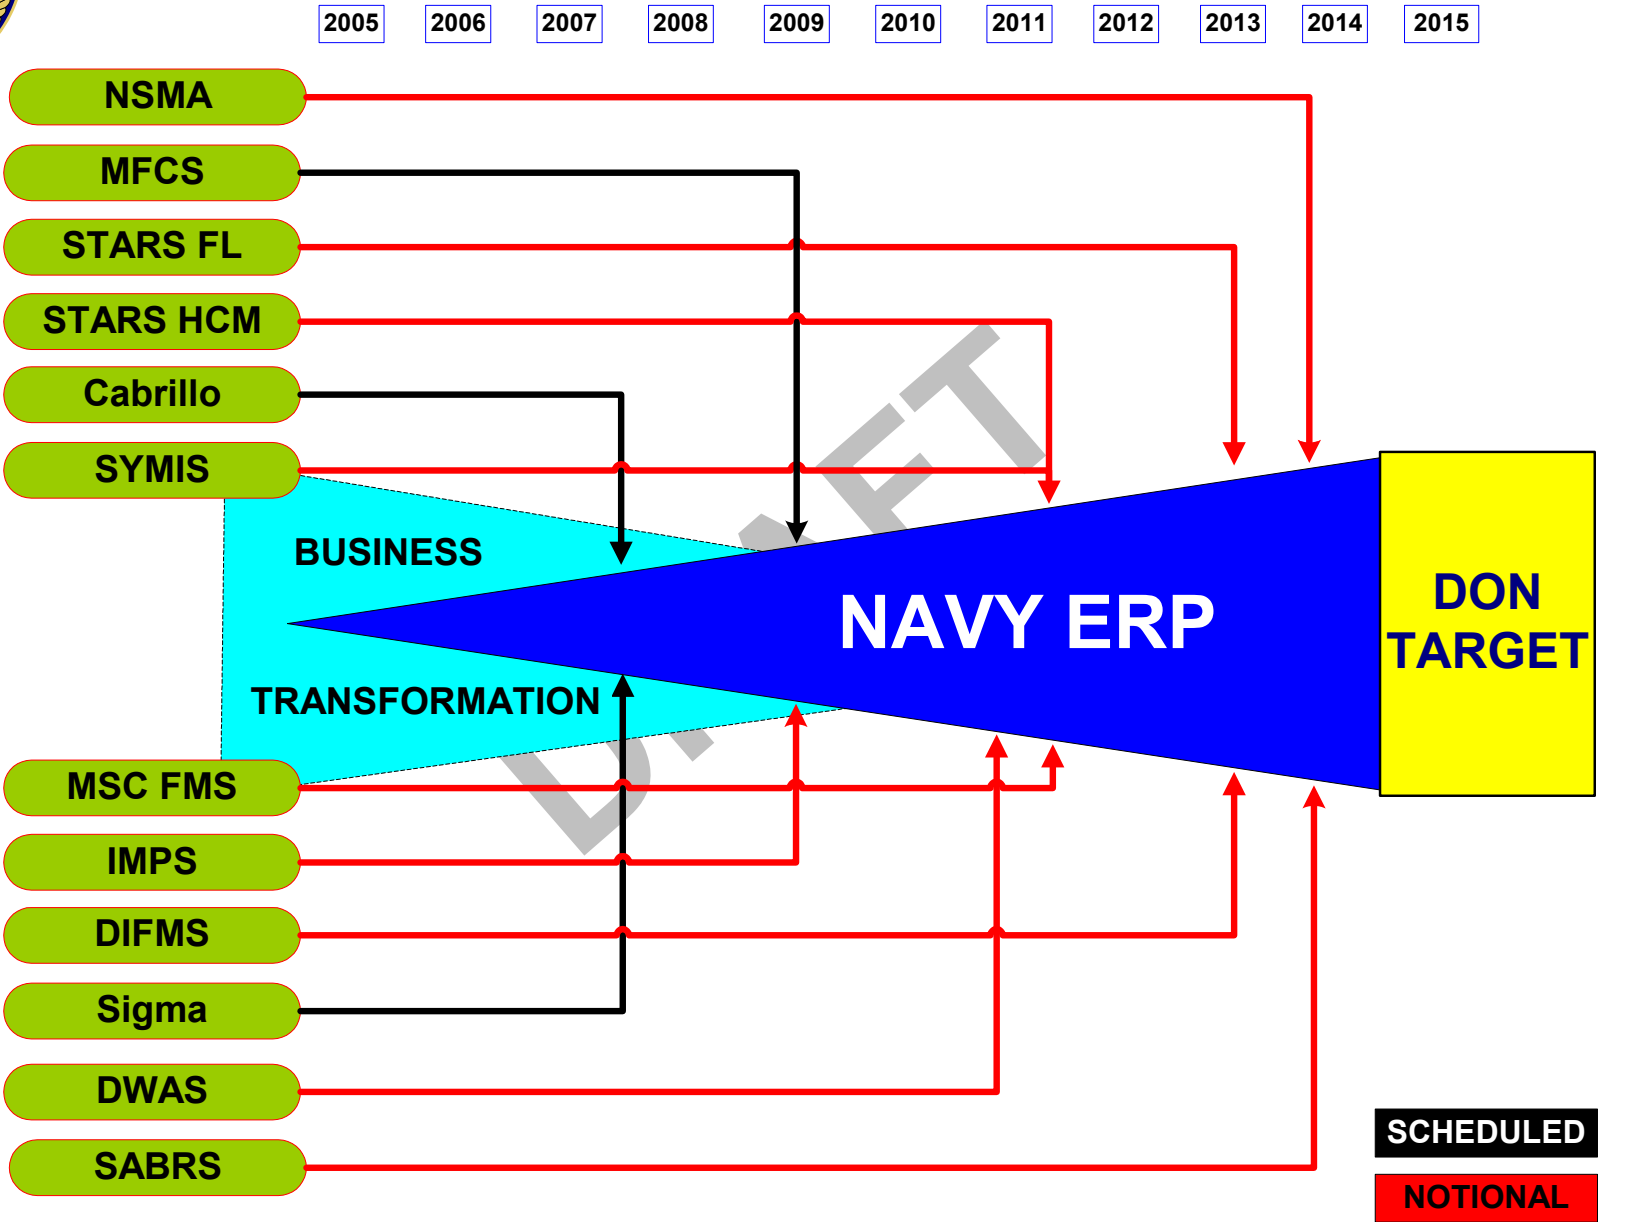 2005 2006 2007 2008 2009 2010 2011 2012 2013 2014 2015
NSMA
MFCS
STARS FL
STARS HCM
Cabrillo
SYMIS
BUSINESS
TRANSFORMATION
NAVY ERP
DON
TARGET
DRAFT
MSC FMS
IMPS
DIFMS
Sigma
DWAS
SABRS
SCHEDULED
NOTIONAL